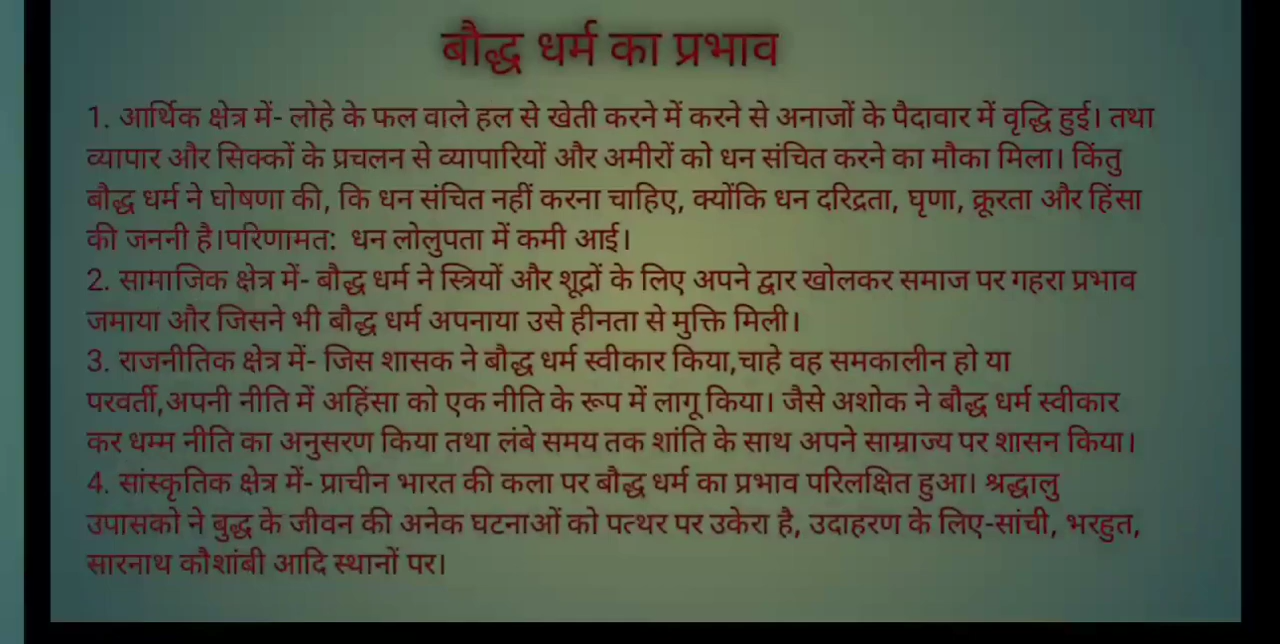 बौद्ध धर्म का प्रभाव
1. आर्थिक क्षेत्र में- लोहे के फल वाले हल से खेती करने में करने से अनाजों के पैदावार में वृद्धि हुई। तथा
व्यापार और सिक्कों के प्रचलन से व्यापारियों और अमीरों को धन संचित करने का मौका मिला। किंतु
बौद्ध धर्म ने घोषणा की, कि धन संचित नहीं करना चाहिए, क्योंकि धन दरिद्रता, घृणा, क्रूरता और हिंसा
की जननी है।परिणामत: धन लोलुपता में कमी आई।
2. सामाजिक क्षेत्र में- बौद्ध धर्म ने स्त्रियों और शूद्रों के लिए अपने द्वार खोलकर समाज पर गहरा प्रभाव
जमाया और जिसने भी बौद्ध धर्म अपनाया उसे हीनता से मुक्ति मिली।
3. राजनीतिक क्षेत्र में- जिस शासक ने बौद्ध धर्म स्वीकार किया,चाहे वह समकालीन हो या
परवर्ती,अपनी नीति में अहिंसा को एक नीति के रूप में लागू किया। जैसे अशोक ने बौद्ध धर्म स्वीकार
कर धम्म नीति का अनुसरण किया तथा लंबे समय तक शांति के साथ अपने साम्राज्य पर शासन किया।
4. सांस्कृतिक क्षेत्र में- प्राचीन भारत की कला पर बौद्ध धर्म का प्रभाव परिलक्षित हुआ। श्रद्धालु
उपासको ने बुद्ध के जीवन की अनेक घटनाओं को पत्थर पर उकेरा है, उदाहरण के लिए-सांची, भरहुत,
सारनाथ कौशांबी आदि स्थानों पर।